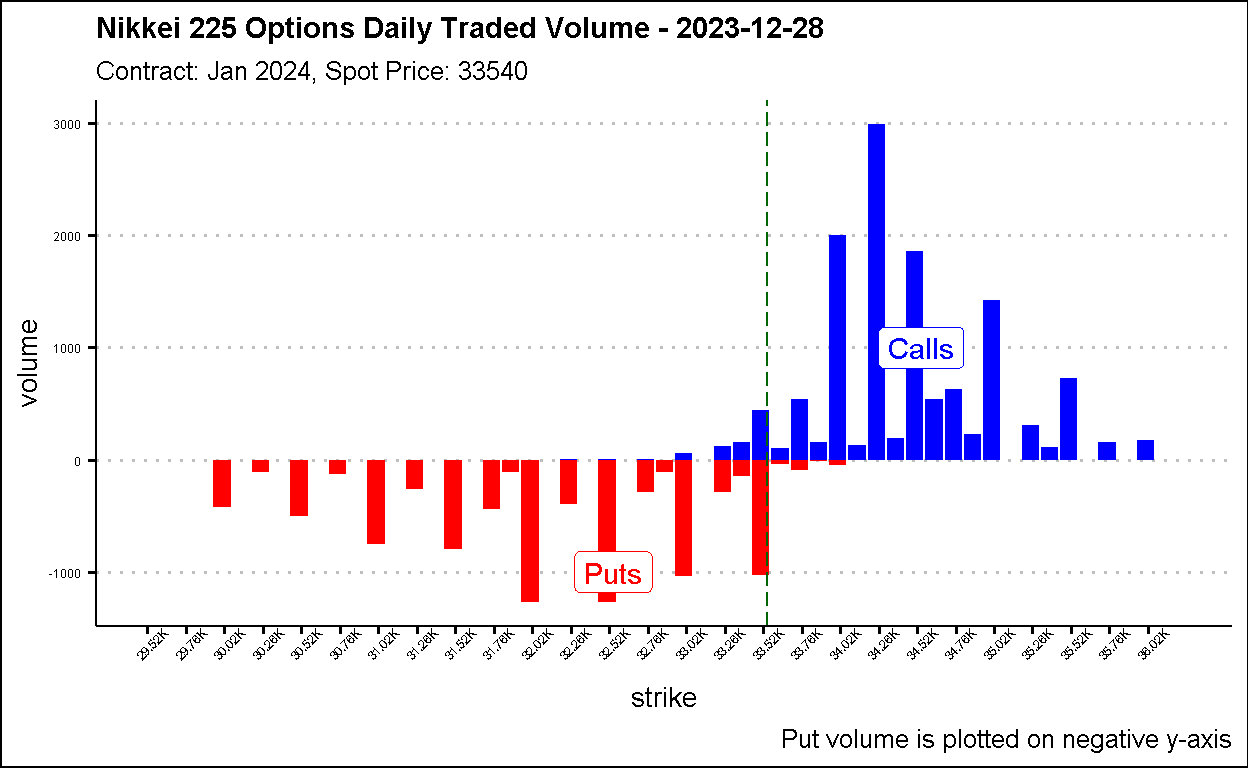 Nikkei 225 Options Daily Traded Volume - 2023-12-28
Contract: Jan 2024, Spot Price: 33540
volume
3000
2000
1000
0
-1000
Calls
Puts
29.52K 29.76K 30.02K 30.26K 30.52K 30.76K 31.02K 31.26K 31.52K 31.76K 32.02K 32.26K 32.52K 32.76K 33.02K 33.26K 33.52K 33.76K 34.02K 34.26K 34.52K 34.76K 35.02K 35.26K 35.52K 35.76K 36.02K
strike
Put volume is plotted on negative y-axis